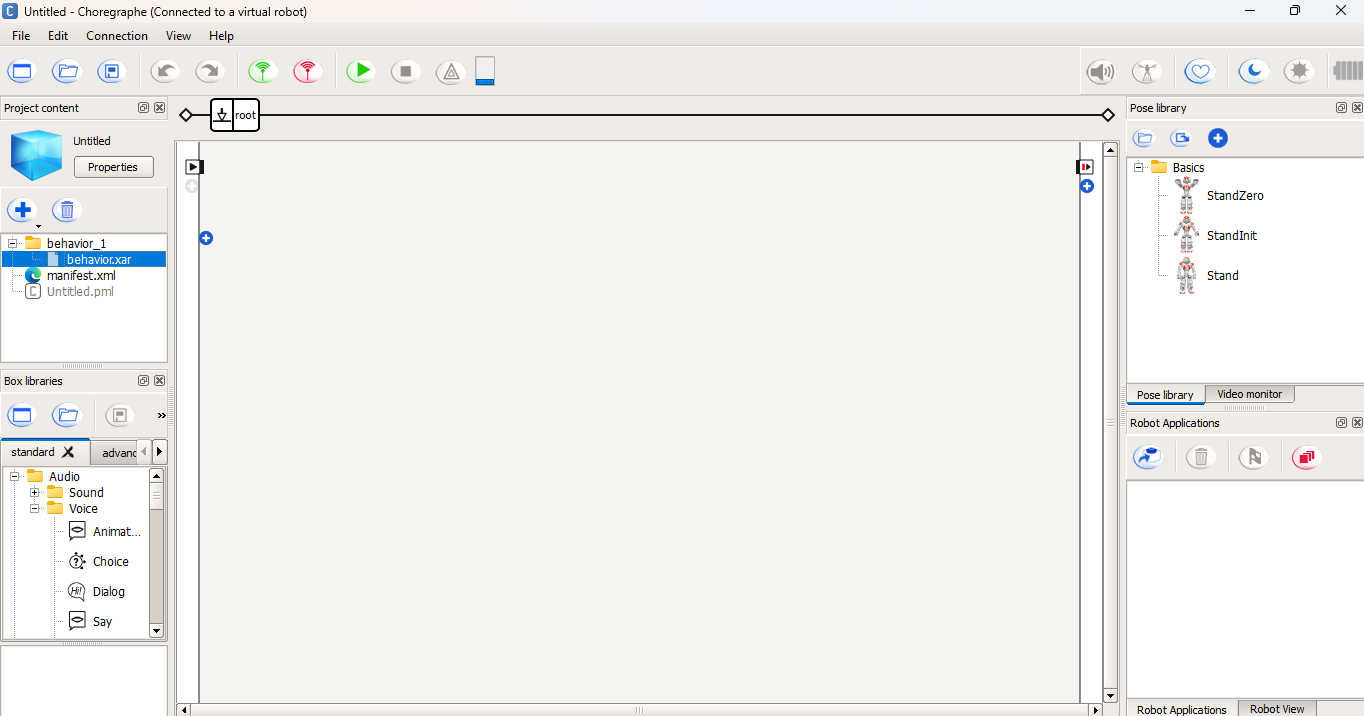 Untitled - Choregraphe (Connected to a virtual robot)
File Edit Connection View Help
Project content
Untitled
Properties
behavior_1
behavior.xar
manifest.xml
Untitled.pml
Box libraries
standard
advanc
Audio
Sound
Voice
Animat...
Choice
Dialog
Say
root
Pose library
Basics
StandZero
StandInit
Stand
Pose library Video monitor
Robot Applications
Robot Applications Robot View